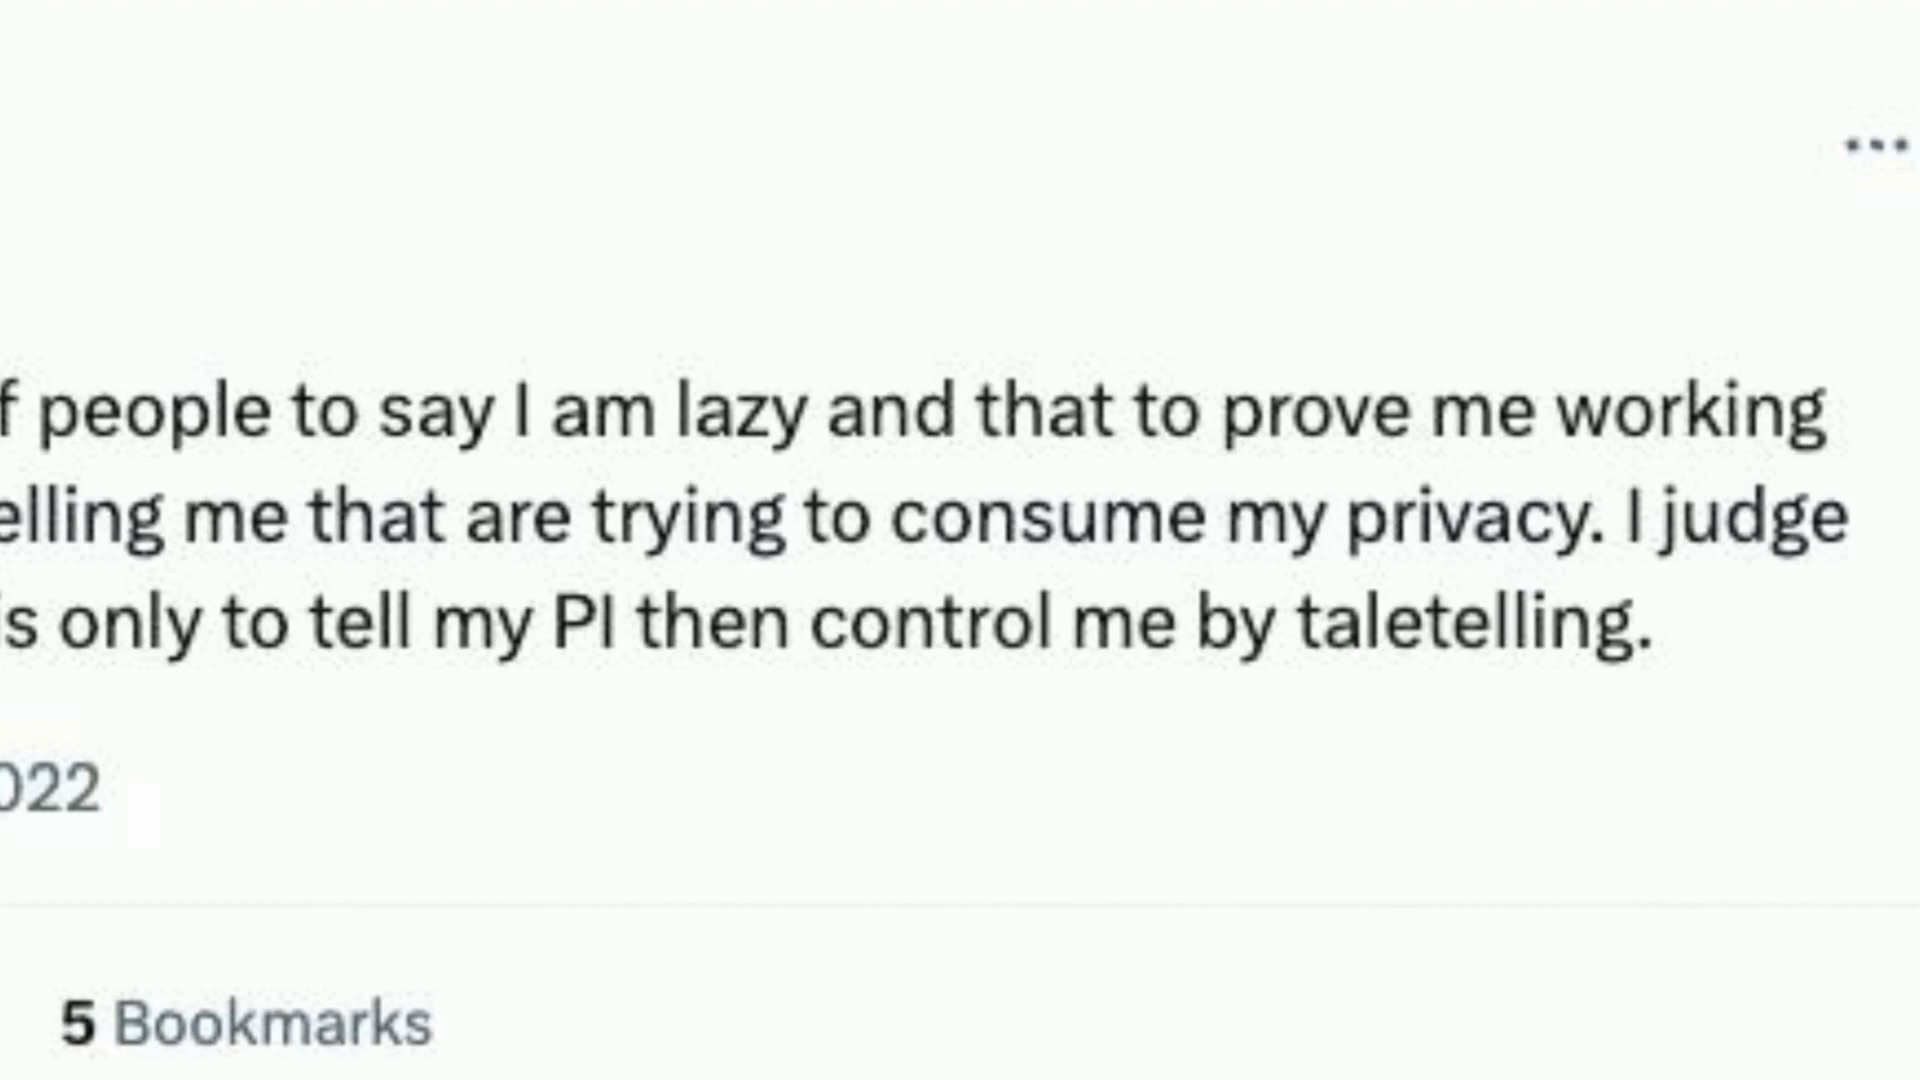 people to say I am lazy and that to prove me working
me that are trying to consume my privacy. I judge
only to tell my PI then control me by taletelling.
022
5 Bookmarks